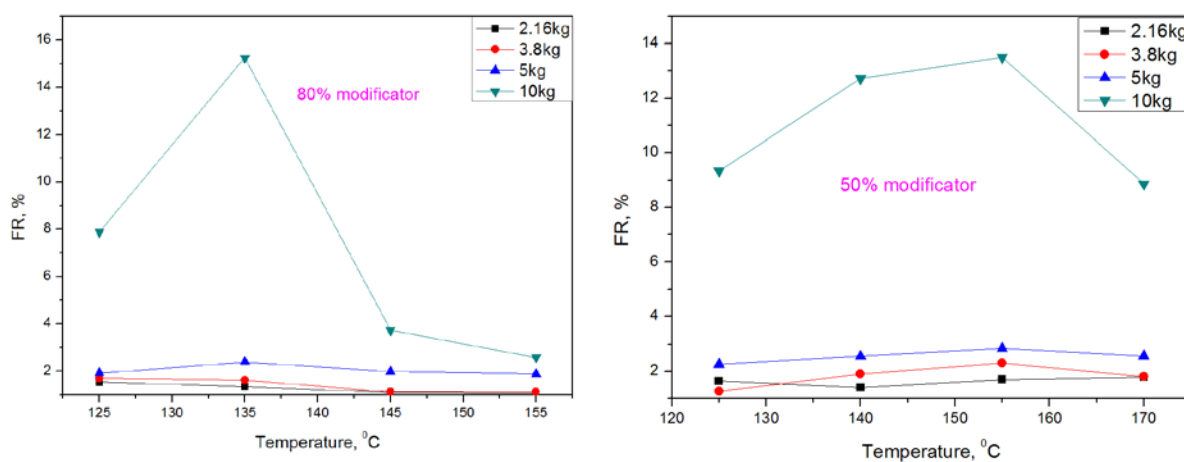 16
14
12
10
8
6
4
2
FR, %
125
130
135
140
145
150
155
Temperature, ⁰C
80% modificator
2.16kg
3.8kg
5kg
10kg
14
12
10
8
6
4
2
FR, %
120
130
140
150
160
170
Temperature, ⁰C
50% modificator
2.16kg
3.8kg
5kg
10kg